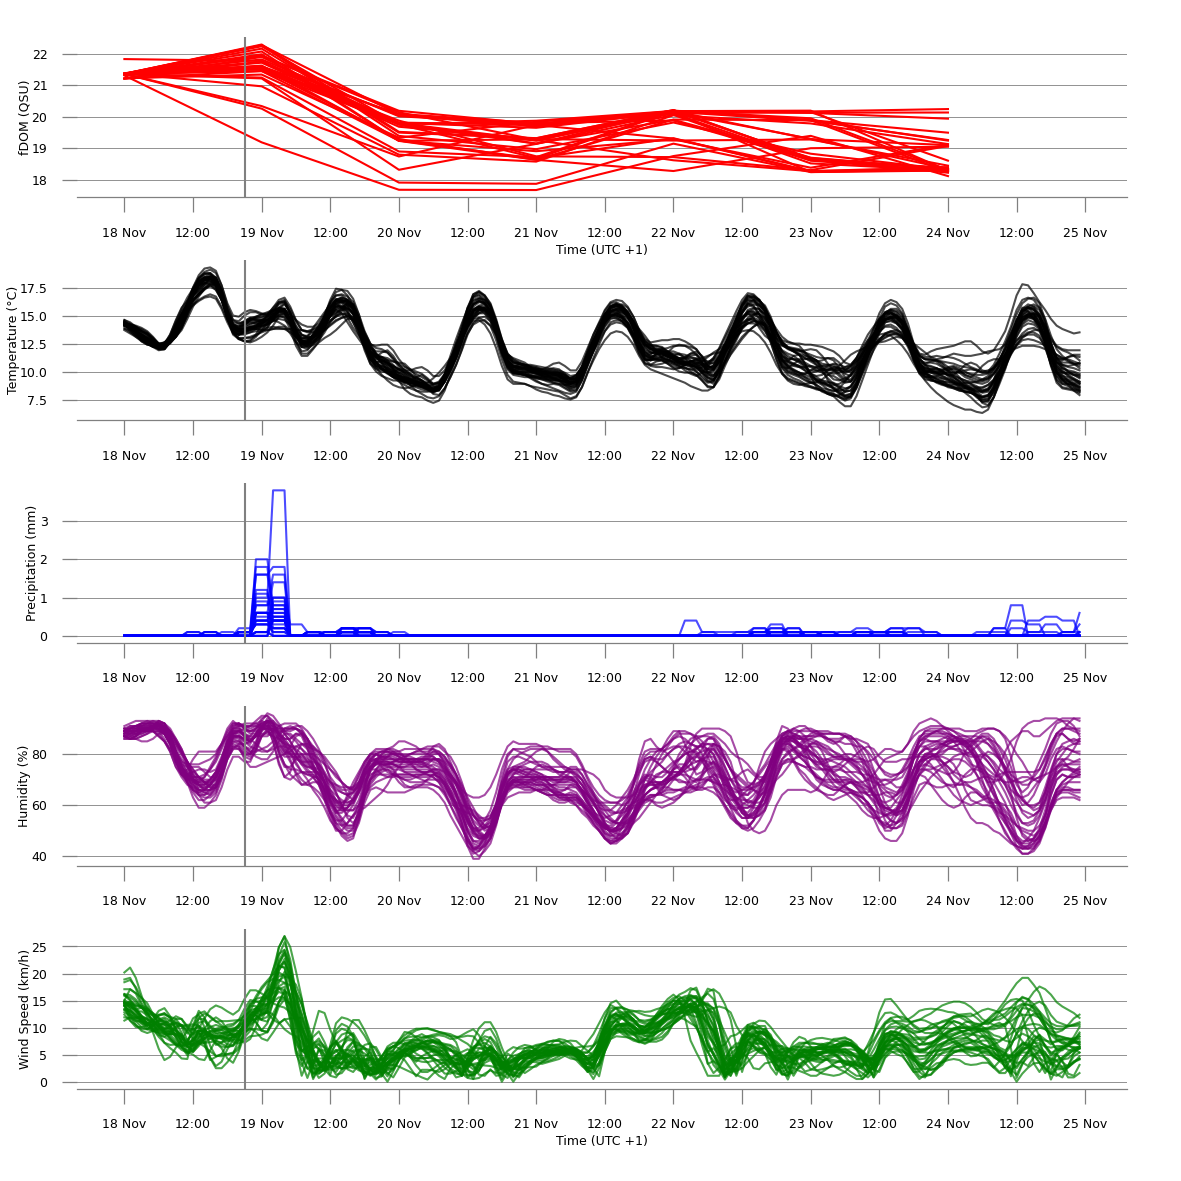 22
21
20
19
18
fDOM (QSU)
18 Nov 12:00 19 Nov 12:00 20 Nov 12:00 21 Nov 12:00 22 Nov 12:00 23 Nov 12:00 24 Nov 12:00 25 Nov
Time (UTC +1)
17.5
15.0
12.5
10.0
7.5
Temperature (°C)
18 Nov 12:00 19 Nov 12:00 20 Nov 12:00 21 Nov 12:00 22 Nov 12:00 23 Nov 12:00 24 Nov 12:00 25 Nov
3
2
1
0
Precipitation (mm)
18 Nov 12:00 19 Nov 12:00 20 Nov 12:00 21 Nov 12:00 22 Nov 12:00 23 Nov 12:00 24 Nov 12:00 25 Nov
80
60
40
Humidity (%)
18 Nov 12:00 19 Nov 12:00 20 Nov 12:00 21 Nov 12:00 22 Nov 12:00 23 Nov 12:00 24 Nov 12:00 25 Nov
25
20
15
10
5
0
Wind Speed (km/h)
18 Nov 12:00 19 Nov 12:00 20 Nov 12:00 21 Nov 12:00 22 Nov 12:00 23 Nov 12:00 24 Nov 12:00 25 Nov
Time (UTC +1)